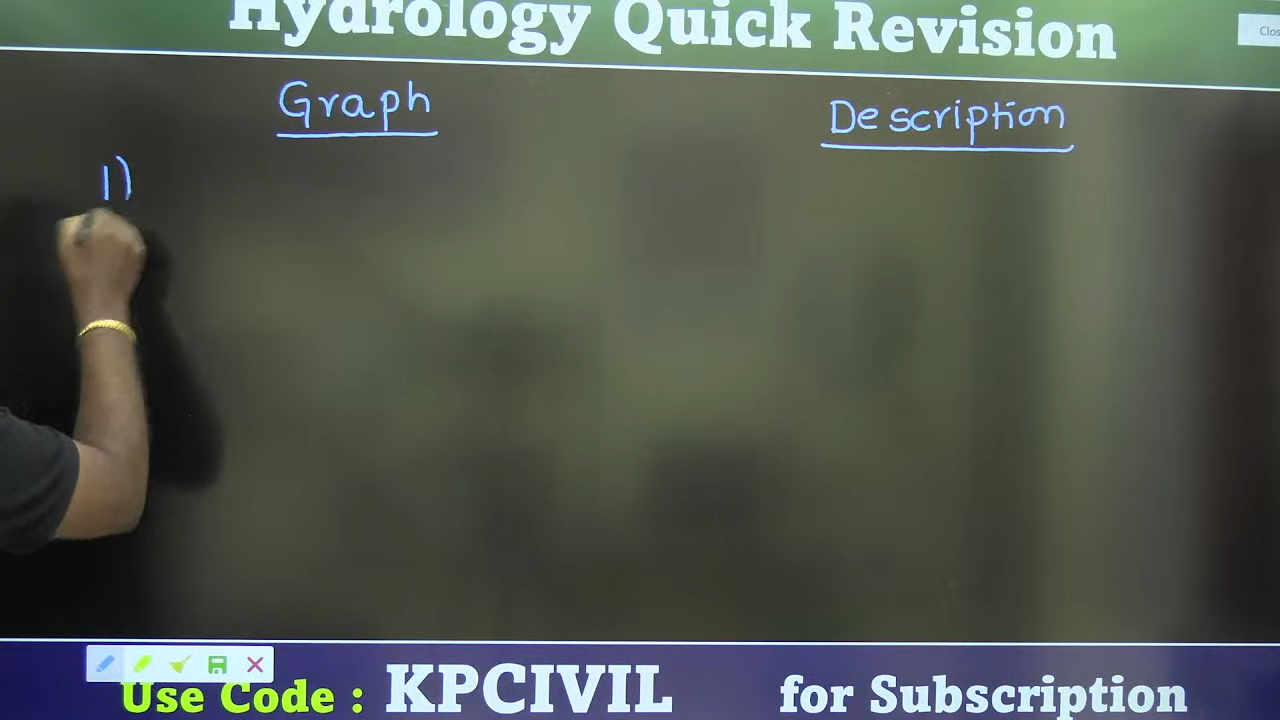 Hydrology Quick Revision
Graph
Description
1)
Use Code : KPCIVIL for Subscription